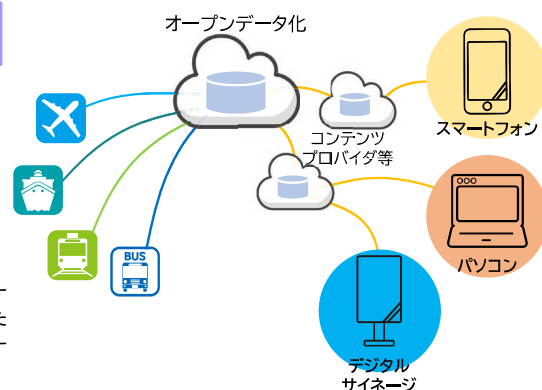 オープンデータ化
スマートフォン
コンテンツ
プロバイダ等
BUS
パソコン
デジタル
サイネージ